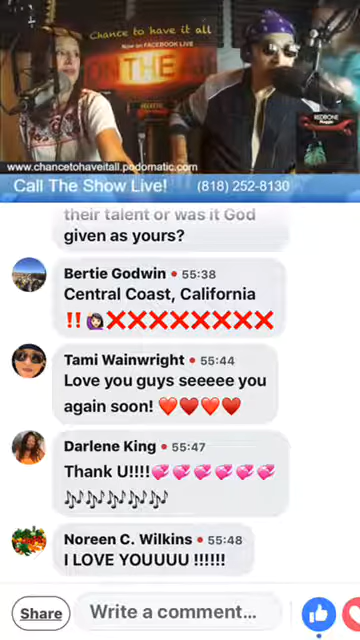 Chance to have it all
Now on FACEBOOK LIVE
ON THE
REDBONE
www.chancetohaveitall.podomatic.com
Call The Show Live! (818) 252-8130
their talent or was it God
given as yours?
Bertie Godwin • 55:38
Central Coast, California
‼️🙋🏻‍♀️❌❌❌❌❌❌❌❌❌
Tami Wainwright • 55:44
Love you guys seeeee you
again soon! ❤️♥️❤️♥️
Darlene King • 55:47
Thank U!!!!💞💞💞💞💞💞
🎶🎶🎶🎶🎶
Noreen C. Wilkins • 55:48
I LOVE YOUUUU !!!!!!
Share
Write a comment...